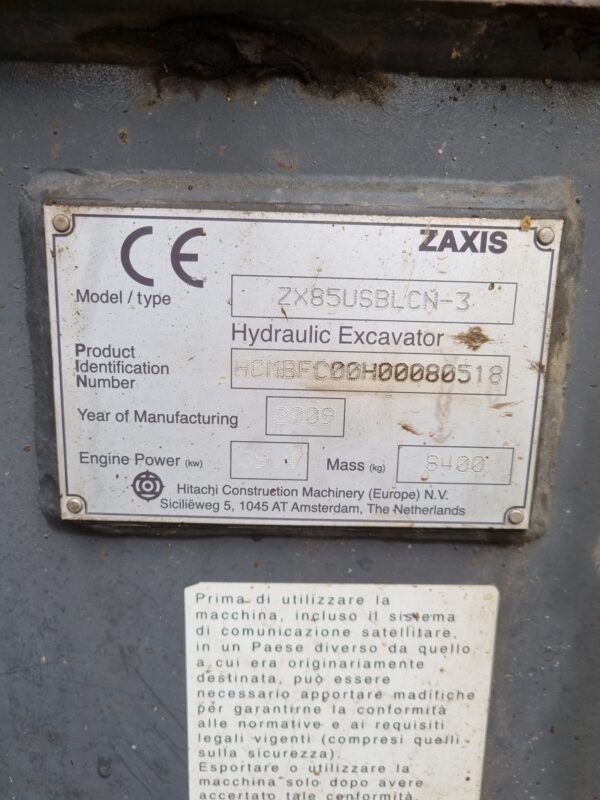 CE
ZAXIS
Model / type ZX85USBLCN-3
Hydraulic Excavator
Product
Identification HCMBFC00H00080518
Number
Year of Manufacturing
Engine Power (kw) Mass (kg) 8400
Hitachi Construction Machinery (Europe) N.V.
Siciliëweg 5, 1045 AT Amsterdam, The Netherlands
Prima di utilizzare la
macchina, incluso il sistema
di comunicazione satellitare,
in un Paese diverso da quello
a cui era originariamente
destinata, può essere
necessario apportare madifiche
per garantirne la conformità
alle normative e ai requisiti
legali vigenti (compresi quelli
sulla sicurezza).
Esportare o utilizzare la
macchina solo dopo avere
accertato tale conformità.